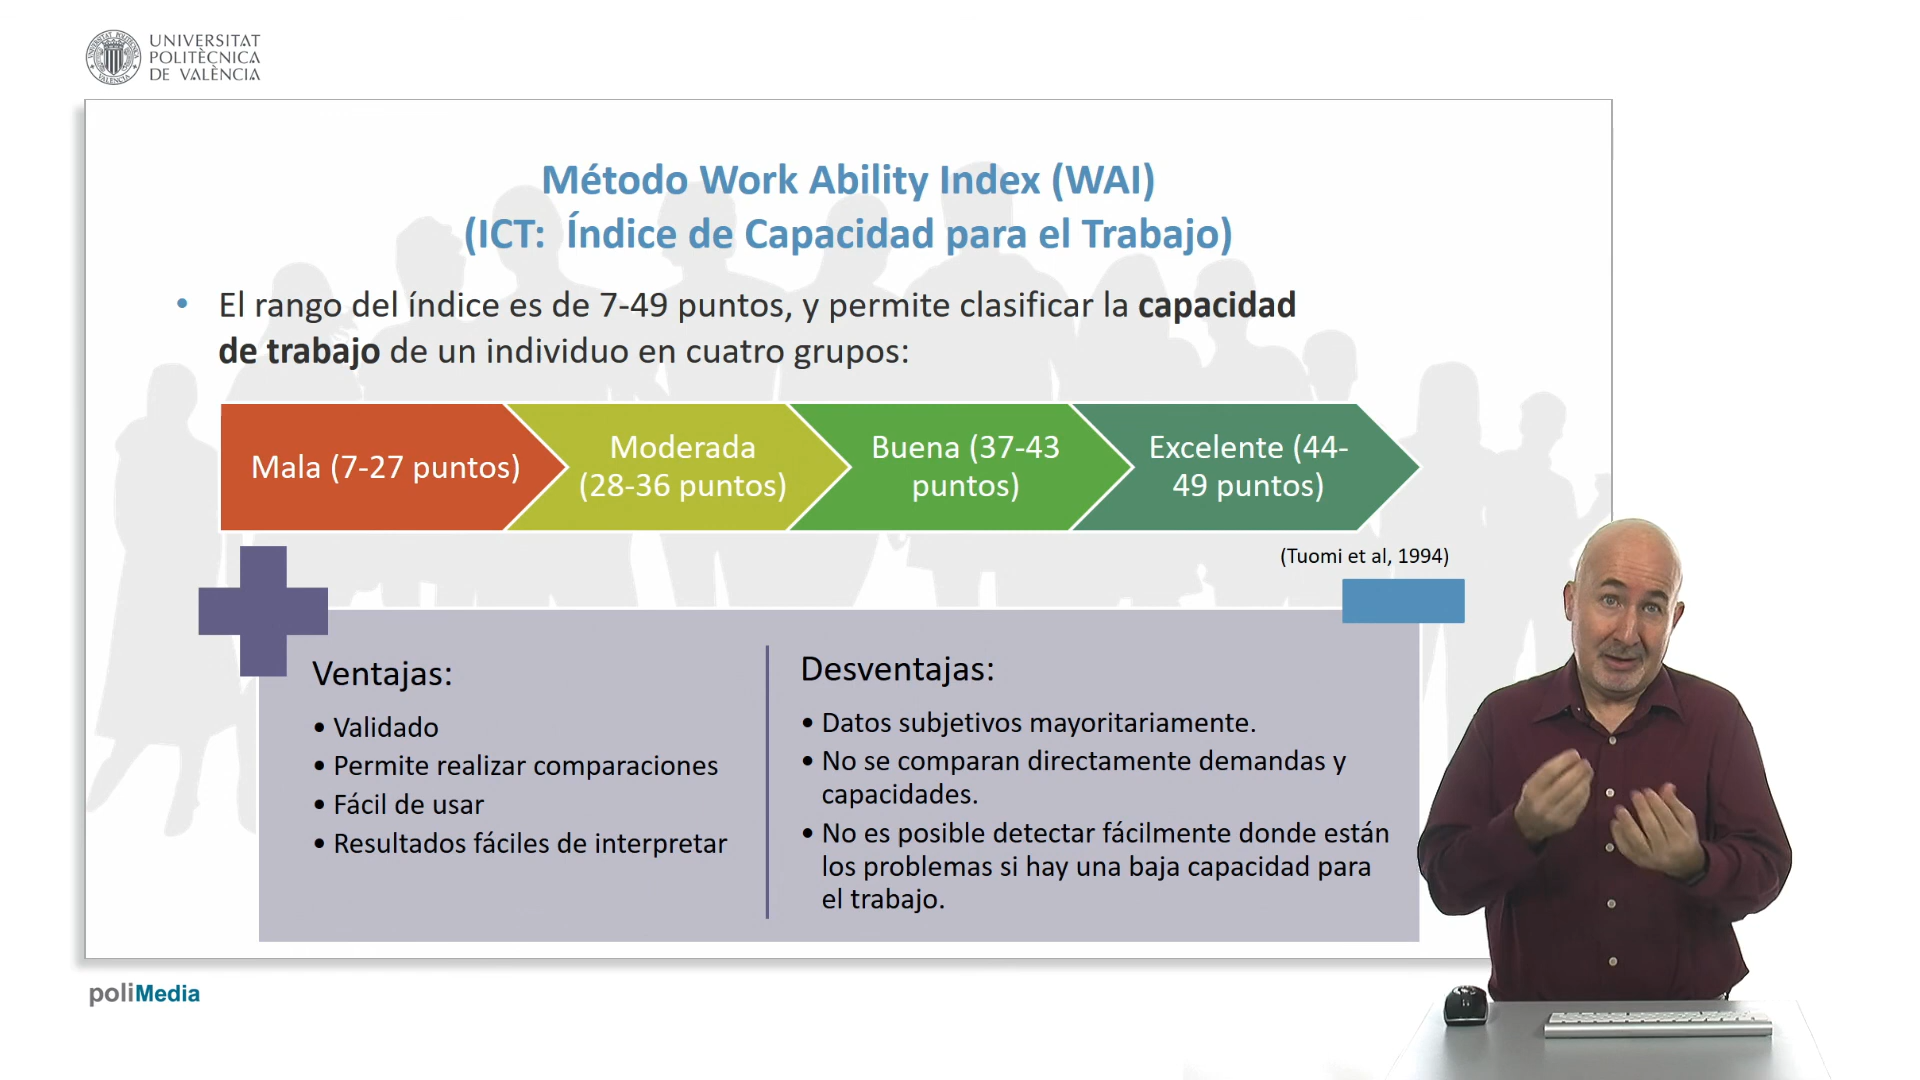 UNIVERSITAT
POLITÈCNICA
DE VALÈNCIA
Método Work Ability Index (WAI)
(ICT:  Índice de Capacidad para el Trabajo)
• El rango del índice es de 7-49 puntos, y permite clasificar la capacidad
de trabajo de un individuo en cuatro grupos:
Mala (7-27 puntos)
Moderada
(28-36 puntos)
Buena (37-43
puntos)
Excelente (44-
49 puntos)
(Tuomi et al, 1994)
Ventajas:
• Validado
• Permite realizar comparaciones
• Fácil de usar
• Resultados fáciles de interpretar
Desventajas:
• Datos subjetivos mayoritariamente.
• No se comparan directamente demandas y
capacidades.
• No es posible detectar fácilmente donde están
los problemas si hay una baja capacidad para
el trabajo.
poliMedia